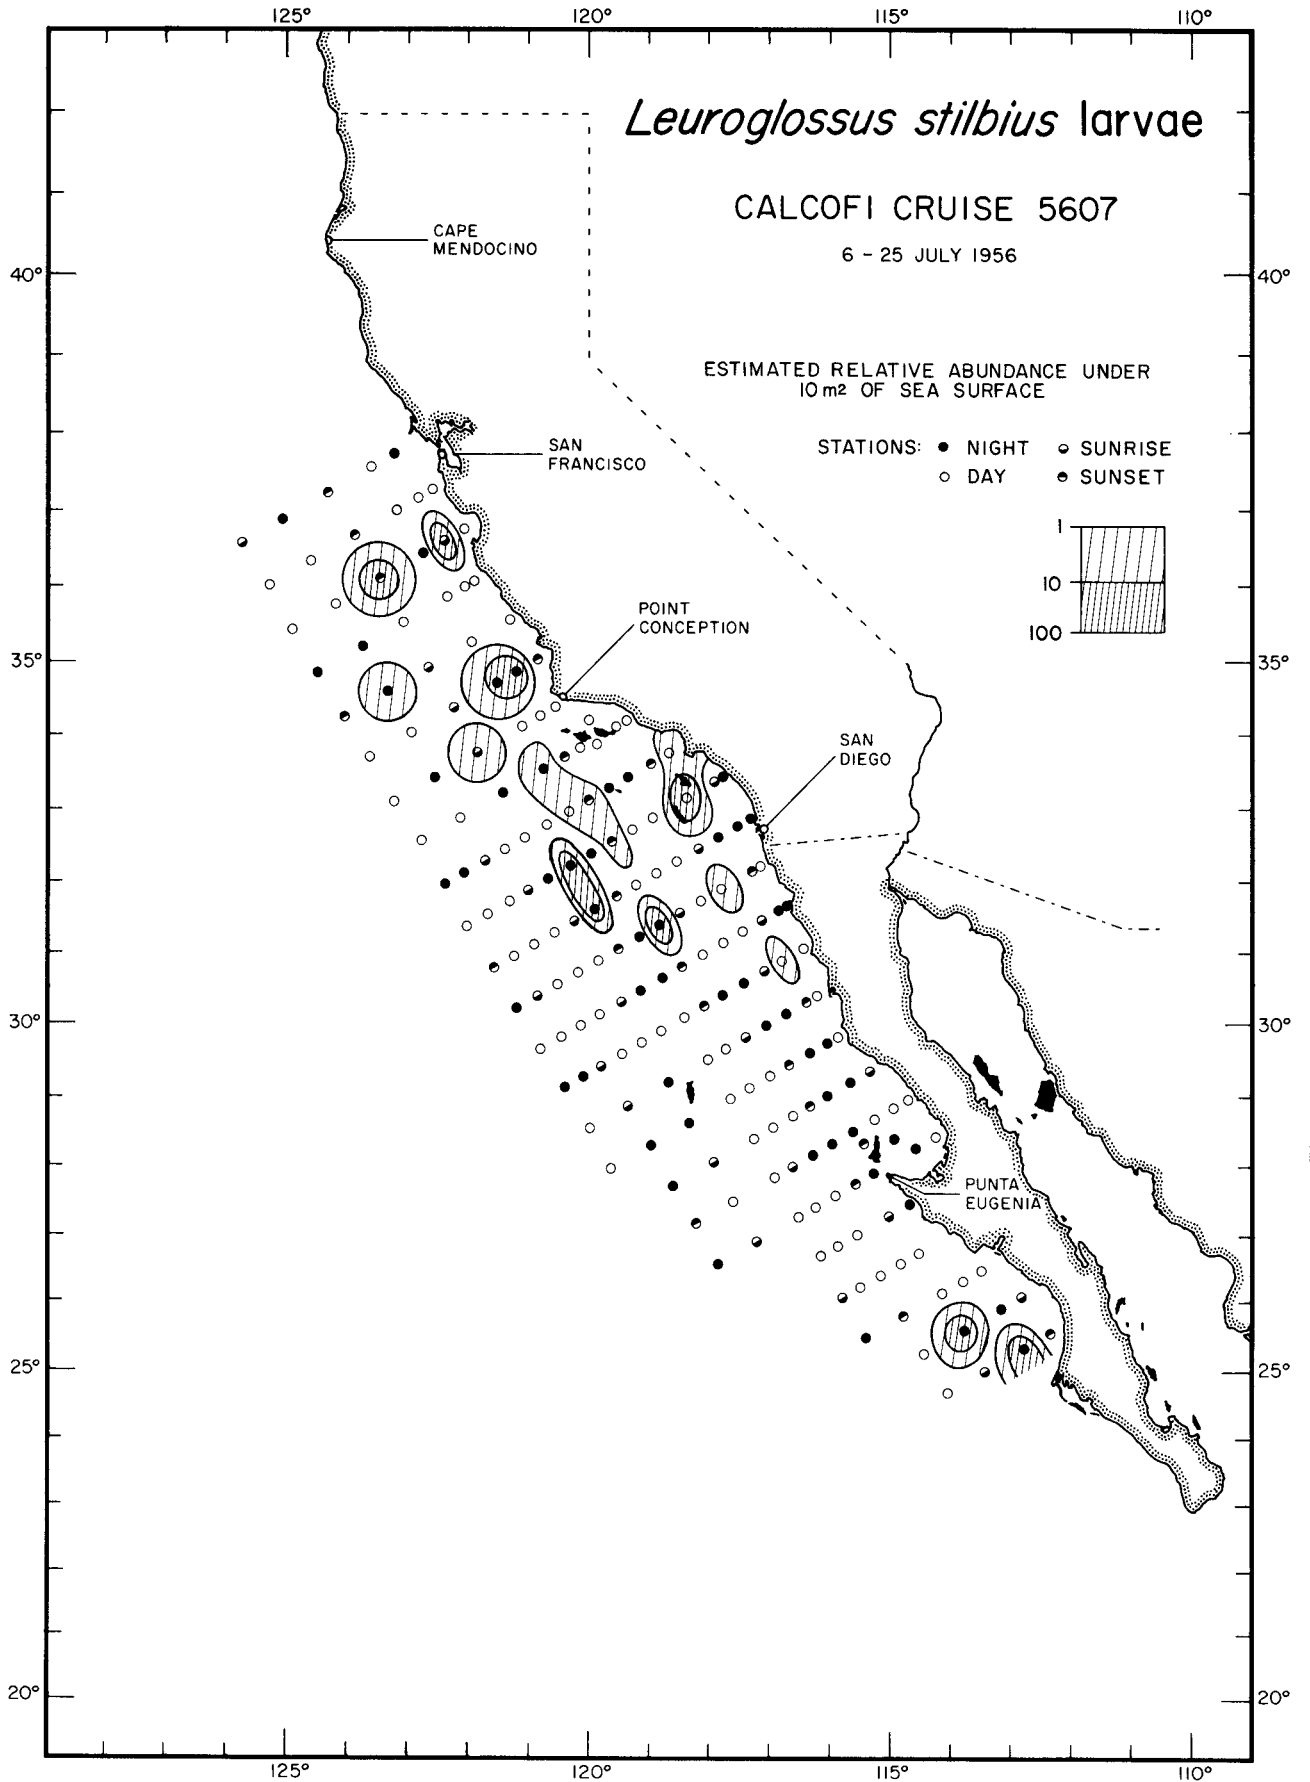 125° 120° 115° 110°
Leuroglossus stilbius larvae
CALCOFI CRUISE 5607
6 - 25 JULY 1956
CAPE
MENDOCINO
40° 40°
ESTIMATED RELATIVE ABUNDANCE UNDER
10 m2 OF SEA SURFACE
STATIONS: NIGHT SUNRISE
DAY SUNSET
SAN
FRANCISCO
1
10
100
POINT
CONCEPTION
35° 35°
SAN
DIEGO
30° 30°
PUNTA
EUGENIA
25° 25°
20° 20°
125° 120° 115° 110°